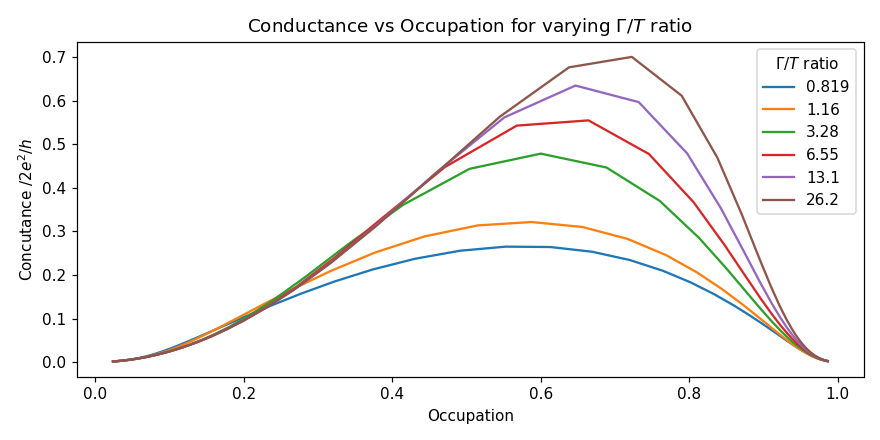 Conductance vs Occupation for varying Γ/T ratio
Concutance /2e²/h
0.7
0.6
0.5
0.4
0.3
0.2
0.1
0.0
0.0 0.2 0.4 0.6 0.8 1.0
Occupation
Γ/T ratio
0.819
1.16
3.28
6.55
13.1
26.2